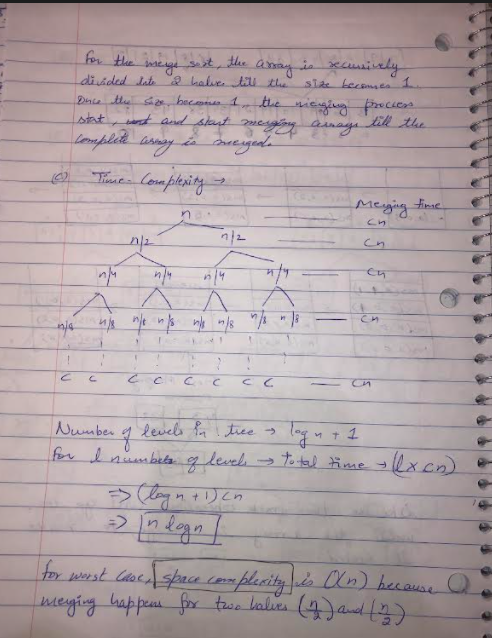 For the merge sort, the array is recursively
divided into 2 halves till the size becomes 1.
Once the size becomes 1, the merging process
start, and start merging arrays till the
complete array is merged.
(c) Time-Complexity →
Merging time
n cn
n/2 n/2 cn
n/4 n/4 n/4 n/4 cn
n/8 n/8 n/8 n/8 n/8 n/8 n/8 n/8 cn
c c c c c c c c cn
Number of levels in tree → log n + 1
For l numbers of levels → total time → (l x cn)
=> (log n + 1) cn
=> n log n
For worst case, space complexity is O(n) because
merging happens for two halves (n/2) and (n/2)